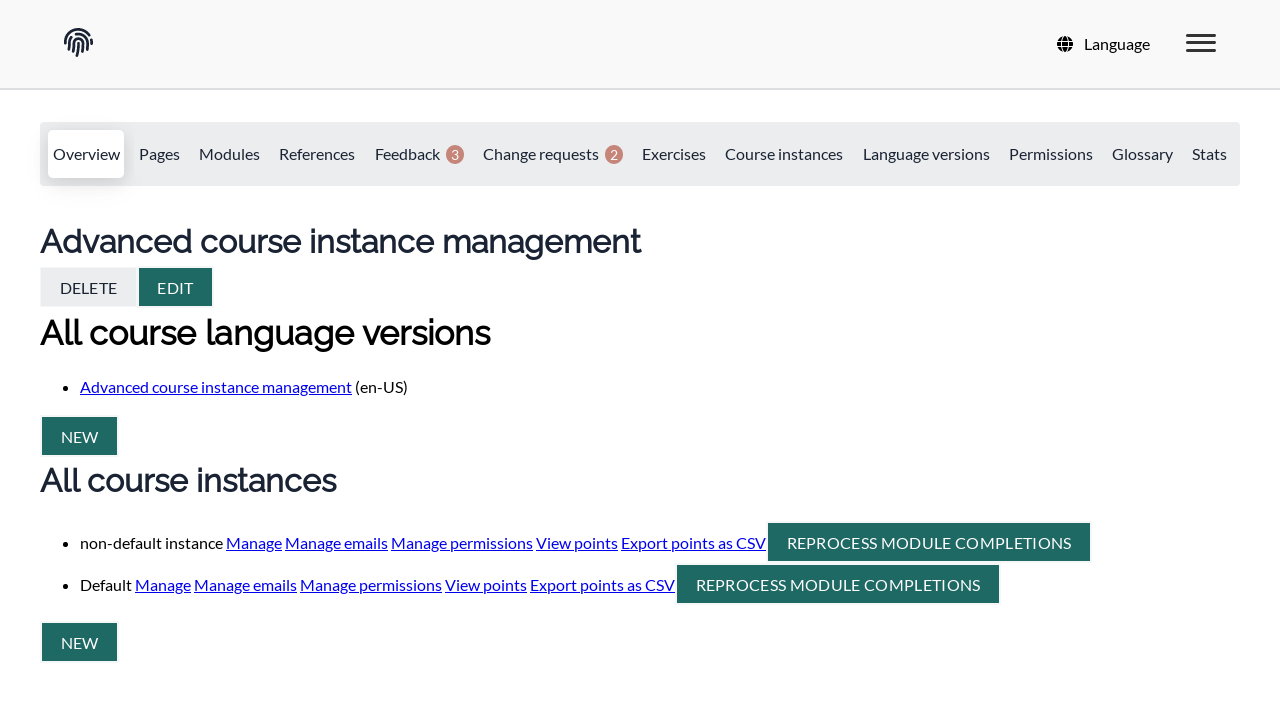 Language
Overview Pages Modules References Feedback 3 Change requests 2 Exercises Course instances Language versions Permissions Glossary Stats
Advanced course instance management
DELETE EDIT
All course language versions
Advanced course instance management (en-US)
NEW
All course instances
non-default instance Manage Manage emails Manage permissions View points Export points as CSV REPROCESS MODULE COMPLETIONS
Default Manage Manage emails Manage permissions View points Export points as CSV REPROCESS MODULE COMPLETIONS
NEW